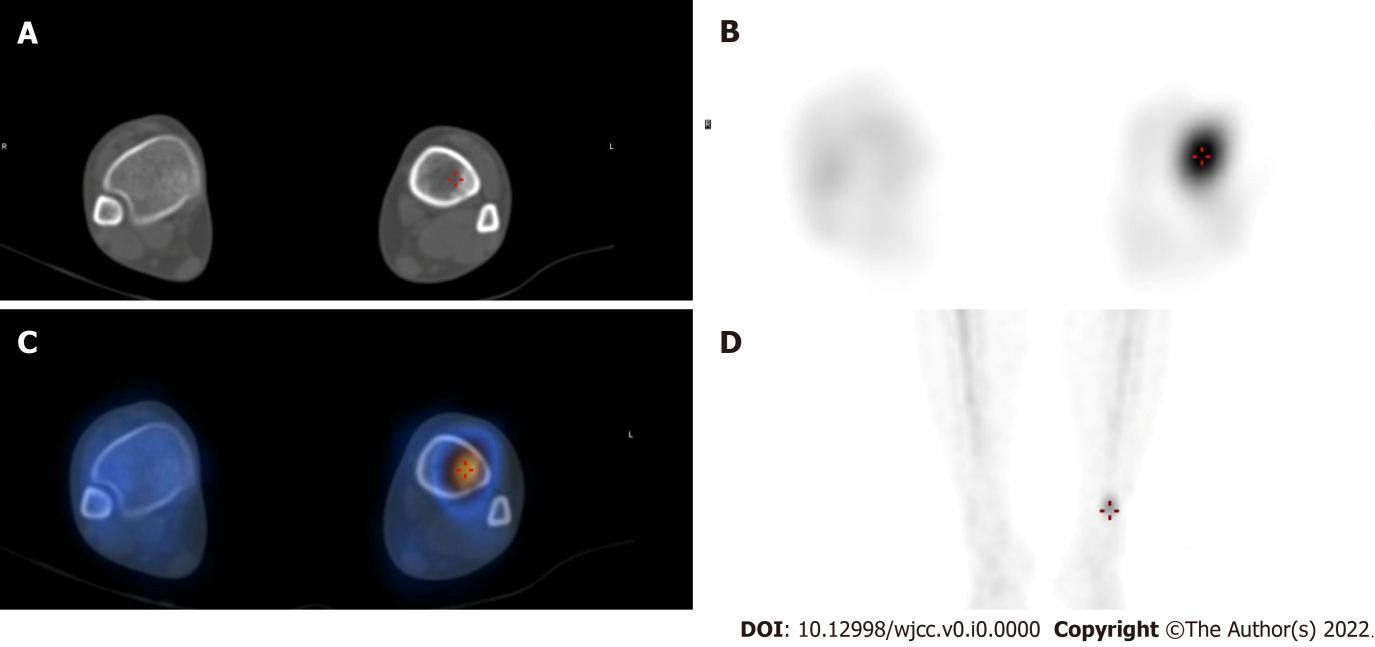 A
B
R
L
R
C
D
L
DOI: 10.12998/wjcc.v0.i0.0000 Copyright ©The Author(s) 2022.